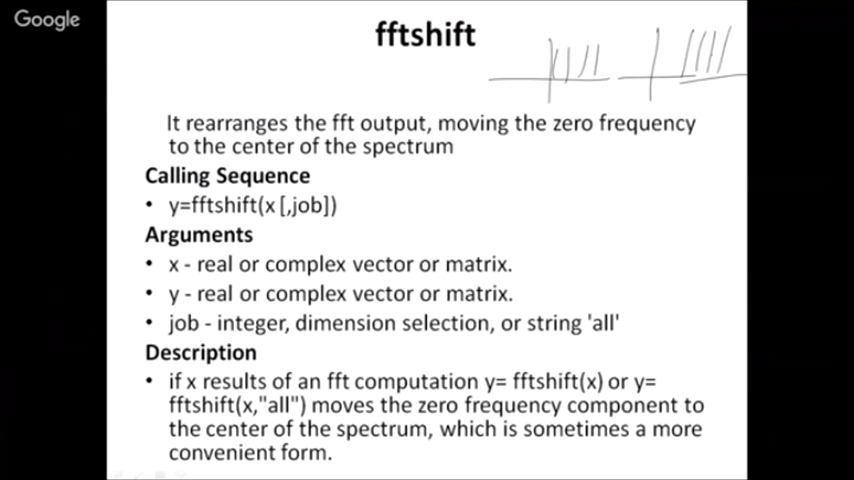 Google
fftshift
It rearranges the fft output, moving the zero frequency
to the center of the spectrum
Calling Sequence
• y=fftshift(x [,job])
Arguments
• x - real or complex vector or matrix.
• y - real or complex vector or matrix.
• job - integer, dimension selection, or string 'all'
Description
• if x results of an fft computation y= fftshift(x) or y=
fftshift(x,"all") moves the zero frequency component to
the center of the spectrum, which is sometimes a more
convenient form.